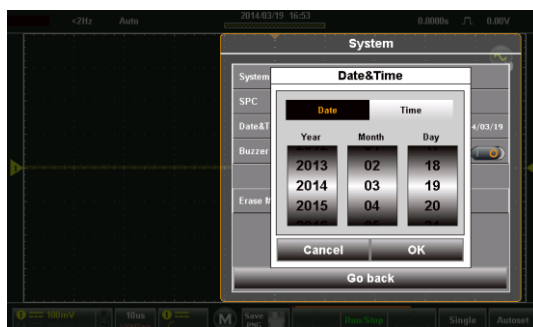 <2Hz Auto 2014/03/19 16:53 0.0000s 0.00V
System
System
Date&Time
SPC
Date Time
Date&T 4/03/19
Year Month Day
Buzzer
2013 02 18
2014 03 19
Erase M
2015 04 20
Cancel OK
Go back
100mV 10us M Save Run/Stop Single Autoset
PNG